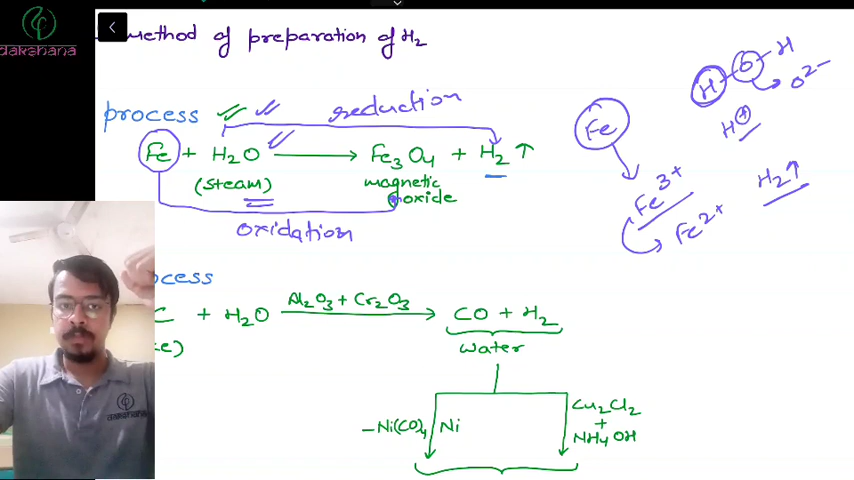 dakshana
method of preparation of H₂
process
reduction
Fe + H₂O → Fe₃O₄ + H₂ ↑
(steam) magnetic oxide
oxidation
H-O-H
O²⁻
H⊕
Fe
Fe³⁺
Fe²⁺
H₂↑
ocess
C + H₂O Al₂O₃ + Cr₂O₃ → CO + H₂
ke)
water
–Ni(CO)₄ Ni
Cu₂Cl₂
+
NH₄OH
dakshana